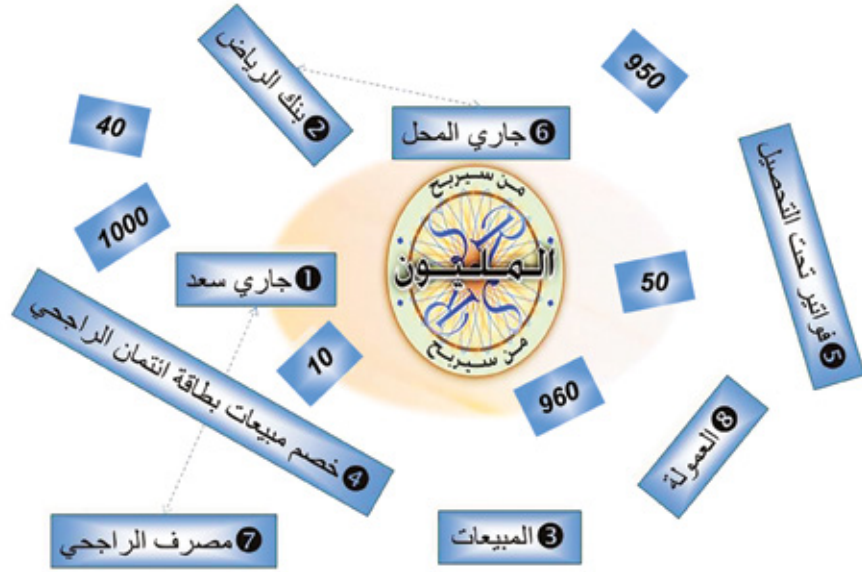 ❷ بنك الرياض
950
40
❻ جاري المحل
❺ فواتير تحت التحصيل
1000
من سيربح
المليون
من سيربح
❶ جاري سعد
50
10
960
❹ خصم مبيعات بطاقة ائتمان الراجحي
❽ العمولة
❼ مصرف الراجحي
❸ المبيعات